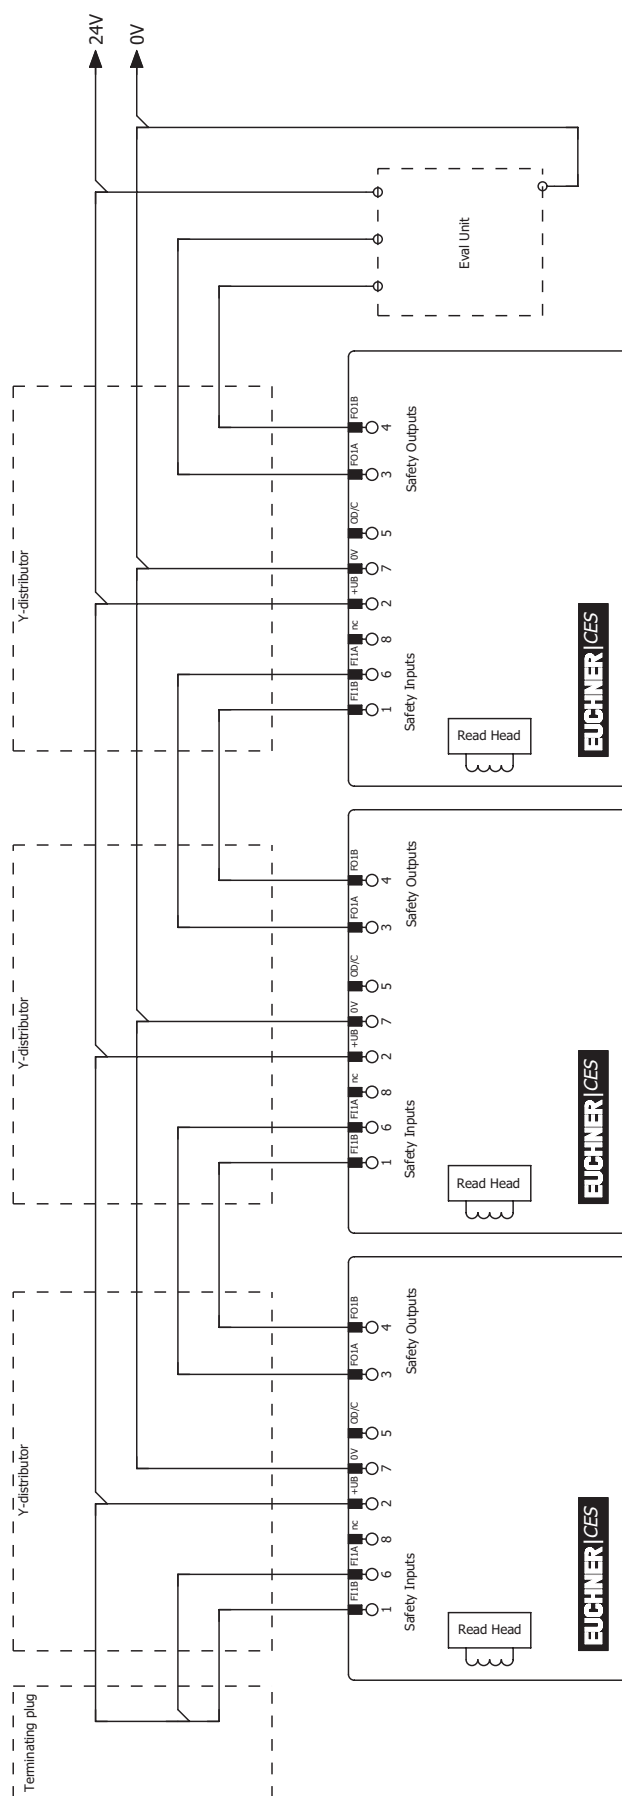 24V
0V
Eval Unit
Y-distributor
FO1B
4
FO1A
3
Safety Outputs
OD/C
5
0V
7
+UB
2
nc
8
FI1A
6
FI1B
1
Safety Inputs
Read Head
EUCHNER|CES
Y-distributor
FO1B
4
FO1A
3
Safety Outputs
OD/C
5
0V
7
+UB
2
nc
8
FI1A
6
FI1B
1
Safety Inputs
Read Head
EUCHNER|CES
Y-distributor
FO1B
4
FO1A
3
Safety Outputs
OD/C
5
0V
7
+UB
2
nc
8
FI1A
6
FI1B
1
Safety Inputs
Read Head
EUCHNER|CES
Terminating plug